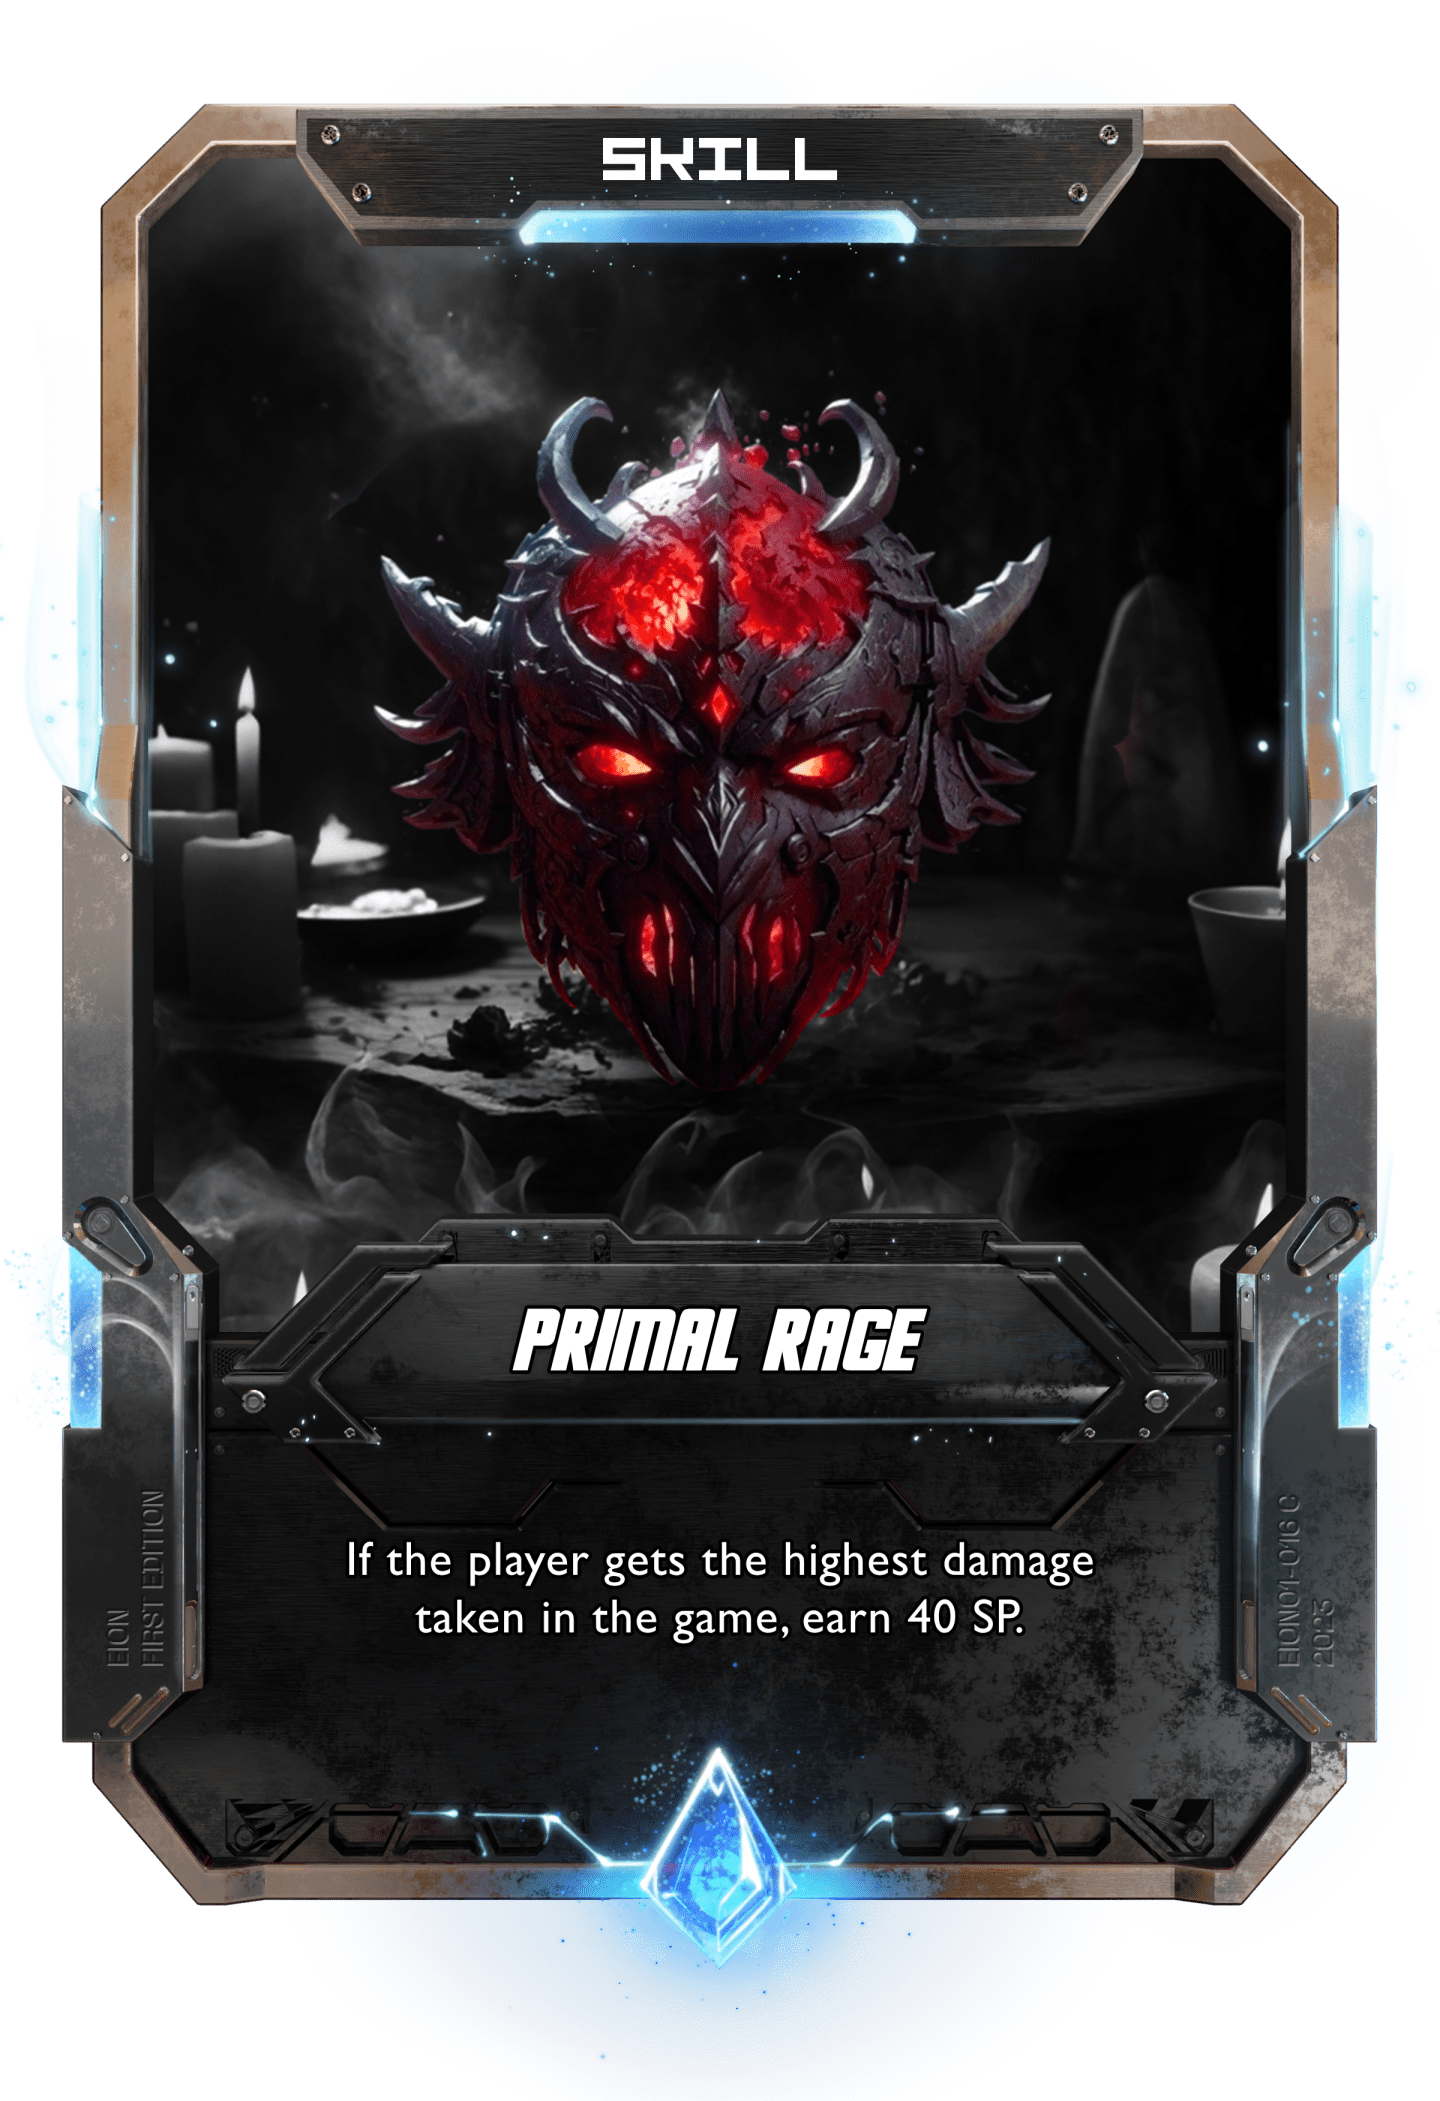 SKILL
PRIMAL RAGE
If the player gets the highest damage
taken in the game, earn 40 SP.
EION
FIRST EDITION
EION01-016 C
2023